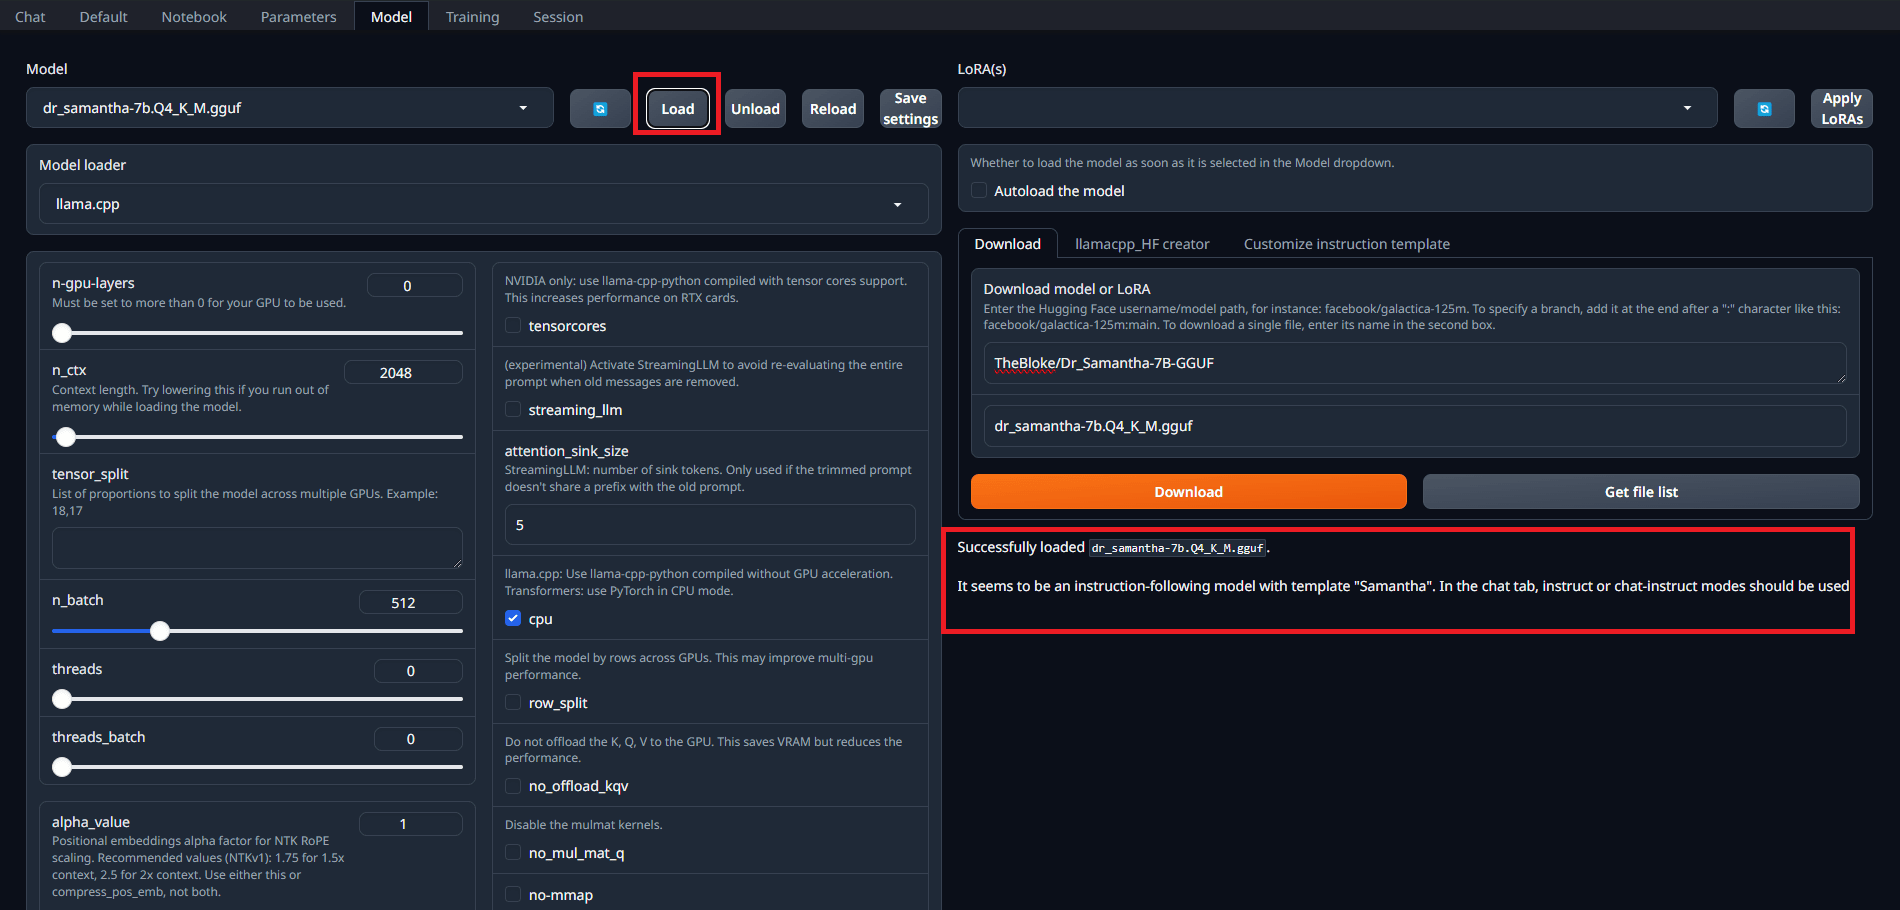 Chat Default Notebook Parameters Model Training Session
Model
dr_samantha-7b.Q4_K_M.gguf
Load
Unload
Reload
Save
settings
Model loader
llama.cpp
n-gpu-layers
0
Must be set to more than 0 for your GPU to be used.
n_ctx
2048
Context length. Try lowering this if you run out of
memory while loading the model.
tensor_split
List of proportions to split the model across multiple GPUs. Example:
18,17
n_batch
512
threads
0
threads_batch
0
alpha_value
1
Positional embeddings alpha factor for NTK RoPE
scaling. Recommended values (NTKv1): 1.75 for 1.5x
context, 2.5 for 2x context. Use either this or
compress_pos_emb, not both.
NVIDIA only: use llama-cpp-python compiled with tensor cores support.
This increases performance on RTX cards.
tensorcores
(experimental) Activate StreamingLLM to avoid re-evaluating the entire
prompt when old messages are removed.
streaming_llm
attention_sink_size
StreamingLLM: number of sink tokens. Only used if the trimmed prompt
doesn't share a prefix with the old prompt.
5
llama.cpp: Use llama-cpp-python compiled without GPU acceleration.
Transformers: use PyTorch in CPU mode.
cpu
Split the model by rows across GPUs. This may improve multi-gpu
performance.
row_split
Do not offload the K, Q, V to the GPU. This saves VRAM but reduces the
performance.
no_offload_kqv
Disable the mulmat kernels.
no_mul_mat_q
no-mmap
LoRA(s)
Apply
LoRAs
Whether to load the model as soon as it is selected in the Model dropdown.
Autoload the model
Download llamacpp_HF creator Customize instruction template
Download model or LoRA
Enter the Hugging Face username/model path, for instance: facebook/galactica-125m. To specify a branch, add it at the end after a ":" character like this:
facebook/galactica-125m:main. To download a single file, enter its name in the second box.
TheBloke/Dr_Samantha-7B-GGUF
dr_samantha-7b.Q4_K_M.gguf
Download
Get file list
Successfully loaded dr_samantha-7b.Q4_K_M.gguf.
It seems to be an instruction-following model with template "Samantha". In the chat tab, instruct or chat-instruct modes should be used